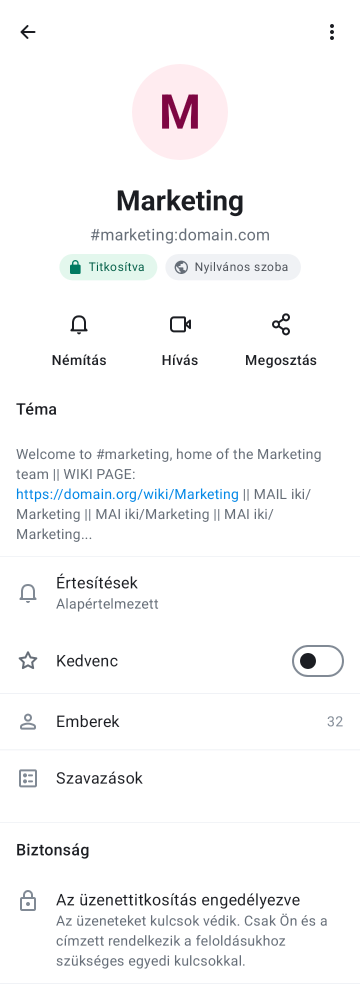 M
Marketing
#marketing:domain.com
Titkosítva
Nyilvános szoba
Némítás
Hívás
Megosztás
Téma
Welcome to #marketing, home of the Marketing
team || WIKI PAGE:
https://domain.org/wiki/Marketing || MAIL iki/
Marketing || MAI iki/Marketing || MAI iki/
Marketing...
Értesítések
Alapértelmezett
Kedvenc
Emberek
32
Szavazások
Biztonság
Az üzenettitkosítás engedélyezve
Az üzeneteket kulcsok védik. Csak Ön és a
címzett rendelkezik a feloldásukhoz
szükséges egyedi kulcsokkal.